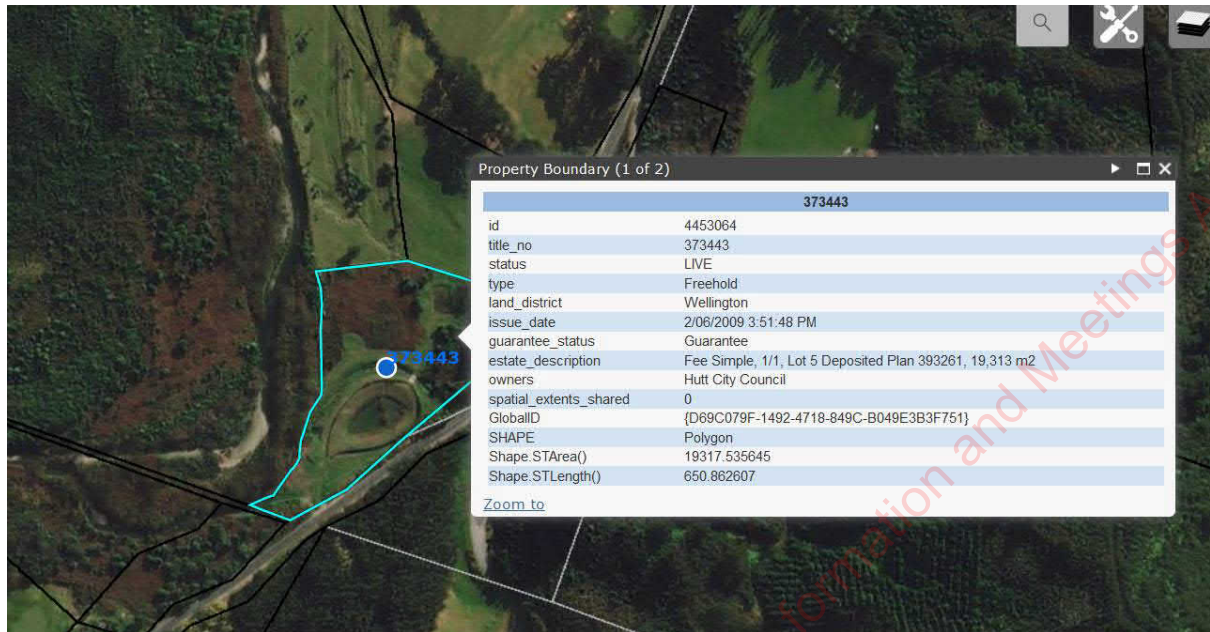 Property Boundary (1 of 2)
373443
id 4453064
title_no 373443
status LIVE
type Freehold
land_district Wellington
issue_date 2/06/2009 3:51:48 PM
guarantee_status Guarantee
estate_description Fee Simple, 1/1, Lot 5 Deposited Plan 393261, 19,313 m2
owners Hutt City Council
spatial_extents_shared 0
GlobalID {D69C079F-1492-4718-849C-B049E3B3F751}
SHAPE Polygon
Shape.STArea() 19317.535645
Shape.STLength() 650.862607
Zoom to
373443
formation and Meetings A